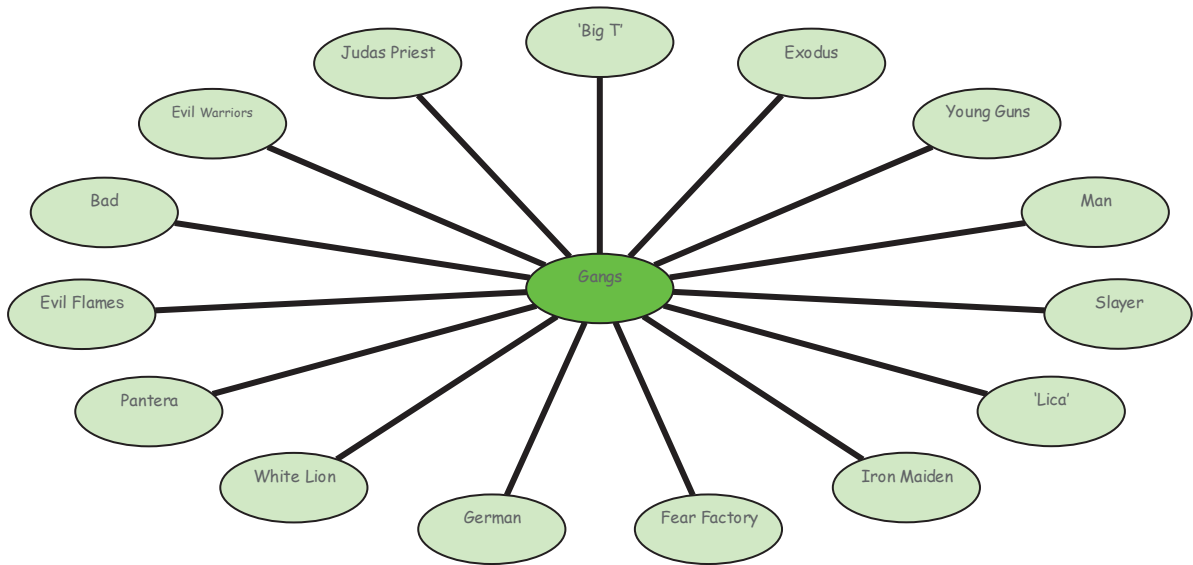 ‘Big T’
Judas Priest
Exodus
Evil Warriors
Young Guns
Bad
Man
Gangs
Evil Flames
Slayer
Pantera
‘Lica’
White Lion
Iron Maiden
German
Fear Factory